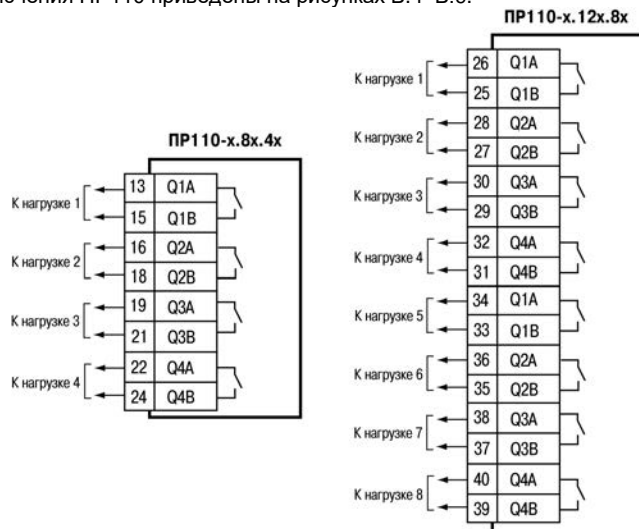 ПР110-х.12х.8х
К нагрузке 1
26 Q1A
25 Q1B
К нагрузке 2
28 Q2A
27 Q2B
К нагрузке 3
30 Q3A
29 Q3B
К нагрузке 4
32 Q4A
31 Q4B
К нагрузке 5
34 Q1A
33 Q1B
К нагрузке 6
36 Q2A
35 Q2B
К нагрузке 7
38 Q3A
37 Q3B
К нагрузке 8
40 Q4A
39 Q4B
ПР110-х.8х.4х
К нагрузке 1
13 Q1A
15 Q1B
К нагрузке 2
16 Q2A
18 Q2B
К нагрузке 3
19 Q3A
21 Q3B
К нагрузке 4
22 Q4A
24 Q4B